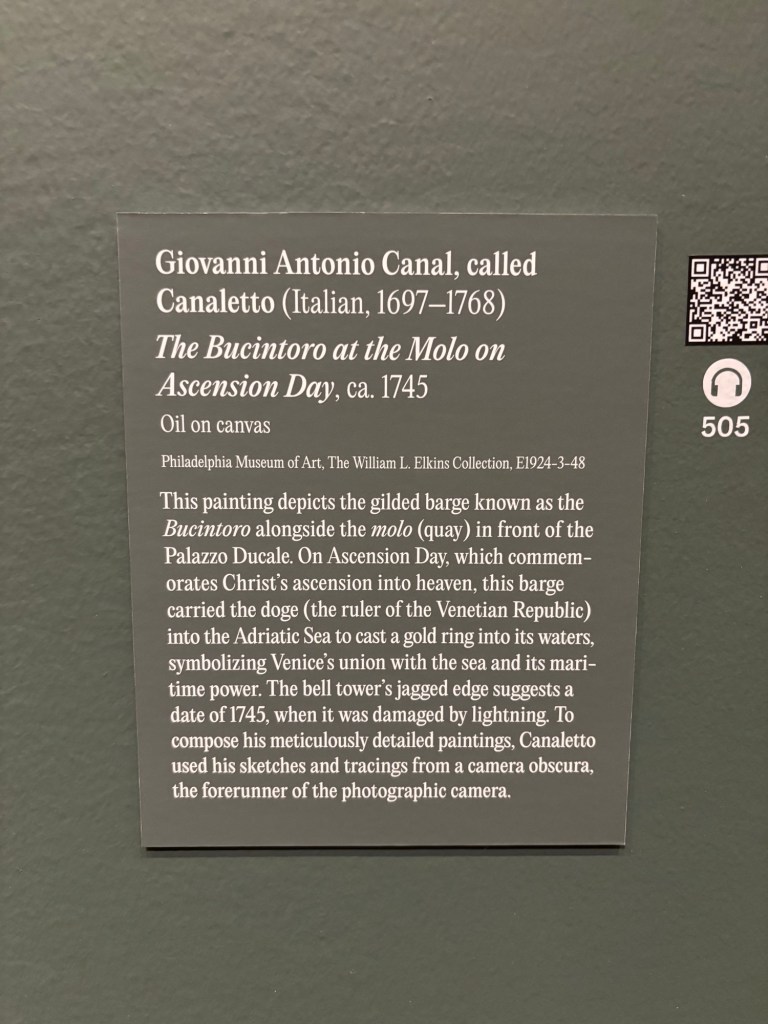 Giovanni Antonio Canal, called
Canaletto (Italian, 1697–1768)
The Bucintoro at the Molo on
Ascension Day, ca. 1745
Oil on canvas
Philadelphia Museum of Art, The William L. Elkins Collection, E1924-3-48
This painting depicts the gilded barge known as the
Bucintoro alongside the molo (quay) in front of the
Palazzo Ducale. On Ascension Day, which commem-
orates Christ’s ascension into heaven, this barge
carried the doge (the ruler of the Venetian Republic)
into the Adriatic Sea to cast a gold ring into its waters,
symbolizing Venice’s union with the sea and its mari-
time power. The bell tower’s jagged edge suggests a
date of 1745, when it was damaged by lightning. To
compose his meticulously detailed paintings, Canaletto
used his sketches and tracings from a camera obscura,
the forerunner of the photographic camera.
505